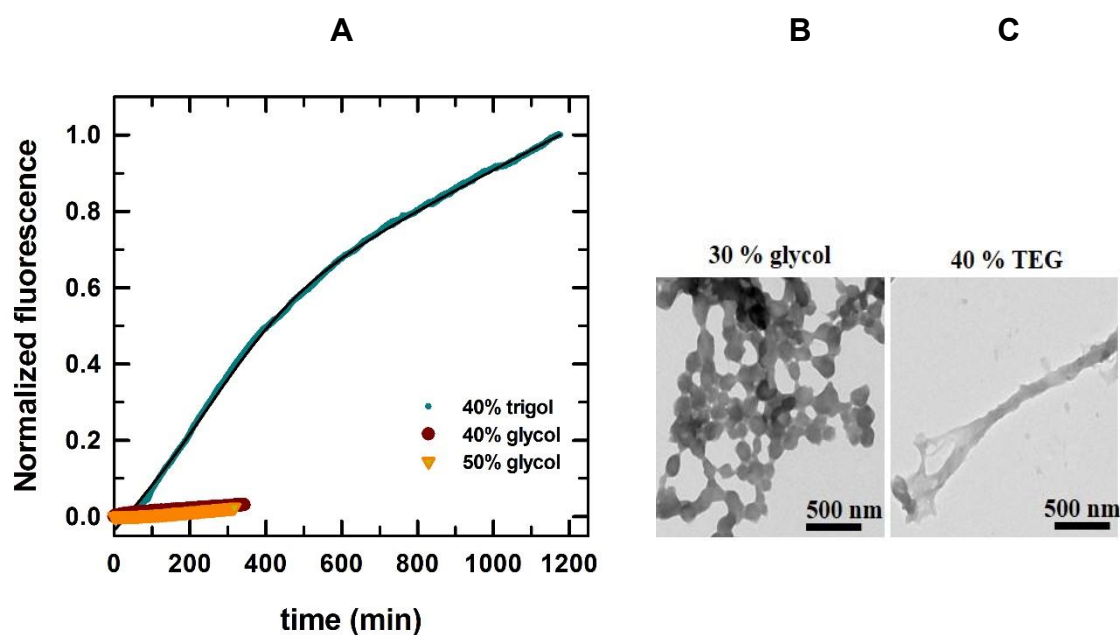 A
B
C
Normalized fluorescence
1.0
0.8
0.6
0.4
0.2
0.0
0
200
400
600
800
1000
1200
time (min)
40% trigol
40% glycol
50% glycol
30 % glycol
500 nm
40 % TEG
500 nm